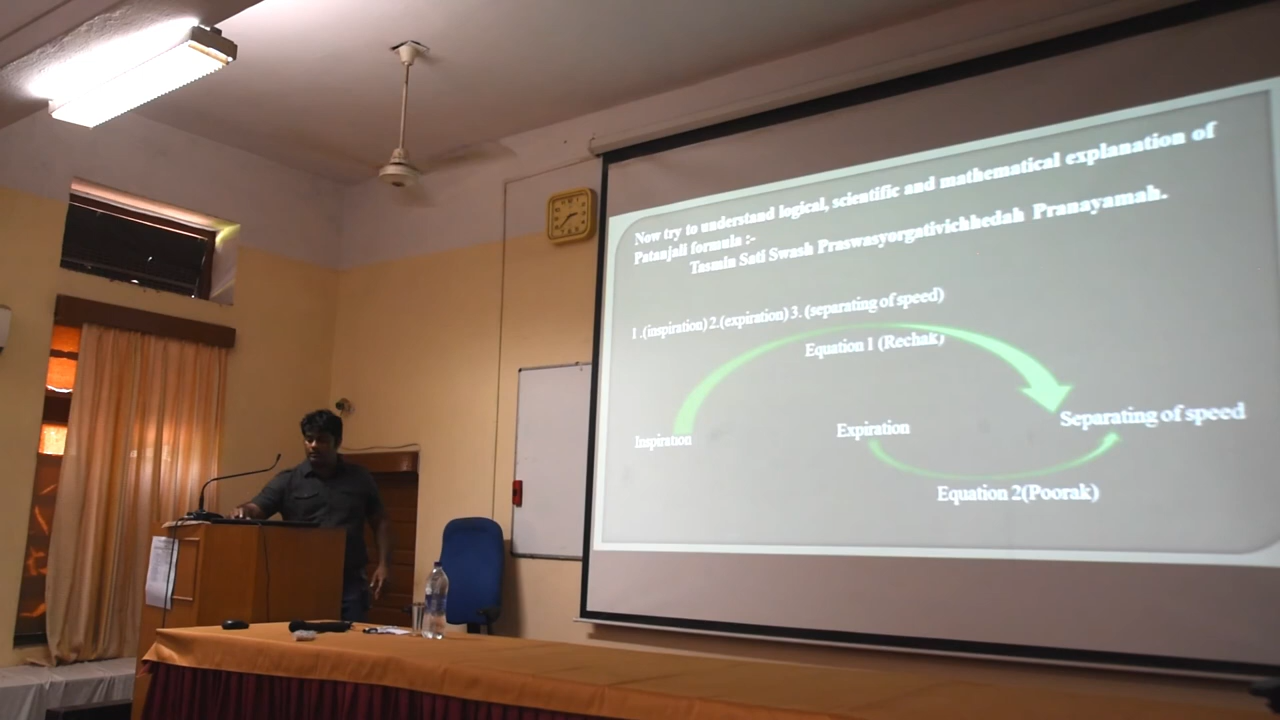 Now try to understand logical, scientific and mathematical explanation of
Patanjali formula :-
Tasmin Sati Swash Praswasyorgativichhedah Pranayamah.
1 .(inspiration) 2.(expiration) 3. (separating of speed)
Equation 1 (Rechak)
Inspiration
Expiration
Separating of speed
Equation 2(Poorak)